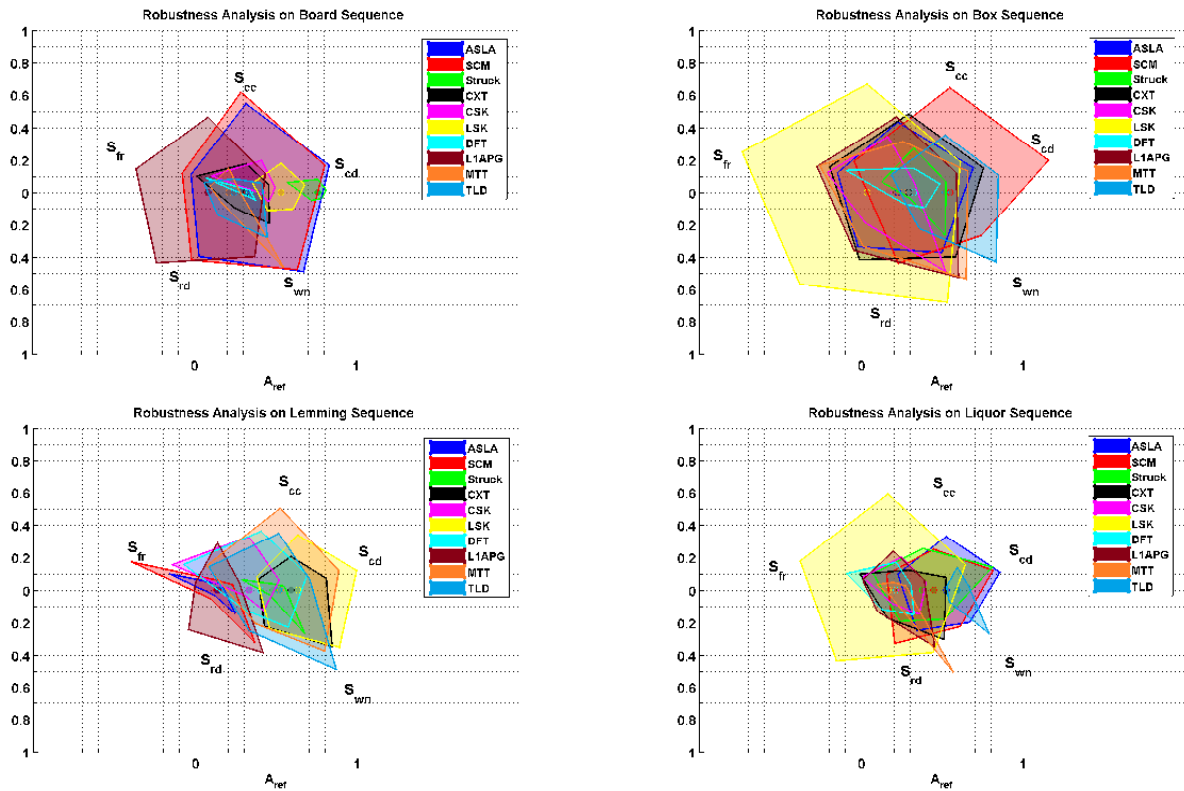 Robustness Analysis on Board Sequence
1
0.8
0.6
0.4
0.2
0
0.2
0.4
0.6
0.8
1
0 1
A_ref
S_cc
S_fr
S_cd
S_rd
S_wn
ASLA
SCM
Struck
CXT
CSK
LSK
DFT
L1APG
MTT
TLD
Robustness Analysis on Box Sequence
1
0.8
0.6
0.4
0.2
0
0.2
0.4
0.6
0.8
1
0 1
A_ref
S_cc
S_fr
S_cd
S_rd
S_wn
ASLA
SCM
Struck
CXT
CSK
LSK
DFT
L1APG
MTT
TLD
Robustness Analysis on Lemming Sequence
1
0.8
0.6
0.4
0.2
0
0.2
0.4
0.6
0.8
1
0 1
A_ref
S_cc
S_fr
S_cd
S_rd
S_wn
ASLA
SCM
Struck
CXT
CSK
LSK
DFT
L1APG
MTT
TLD
Robustness Analysis on Liquor Sequence
1
0.8
0.6
0.4
0.2
0
0.2
0.4
0.6
0.8
1
0 1
A_ref
S_cc
S_fr
S_cd
S_rd
S_wn
ASLA
SCM
Struck
CXT
CSK
LSK
DFT
L1APG
MTT
TLD